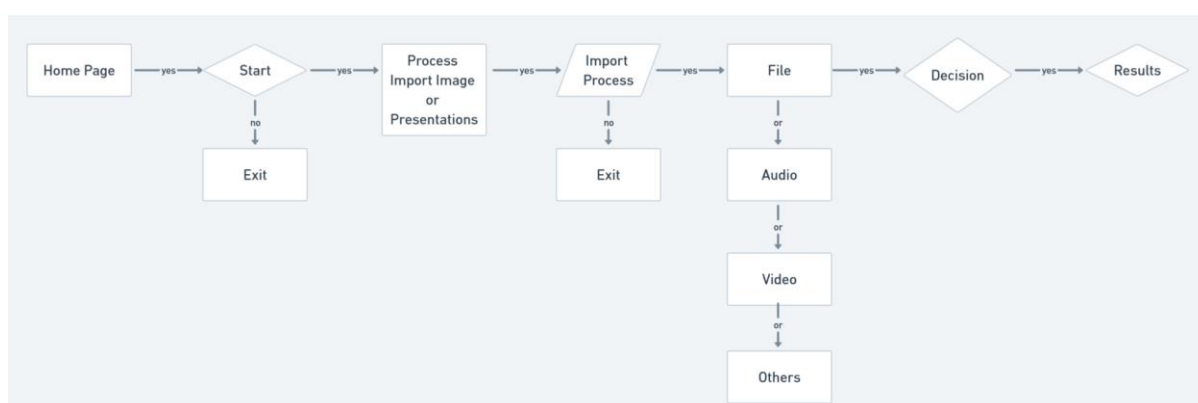 Home Page
yes
Start
yes
Process
Import Image
or
Presentations
yes
Import
Process
yes
File
yes
Decision
yes
Results
no
no
or
Exit
Exit
Audio
or
Video
or
Others